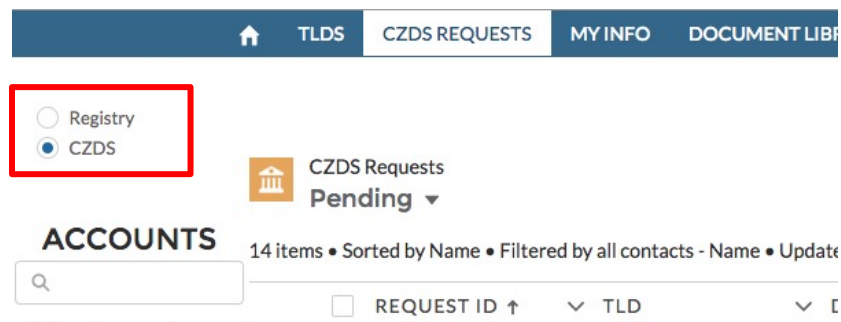 TLDS CZDS REQUESTS MY INFO DOCUMENT
Registry
CZDS
CZDS Requests
Pending
ACCOUNTS
14 items • Sorted by Name • Filtered by all contacts - Name •
REQUEST ID TLD